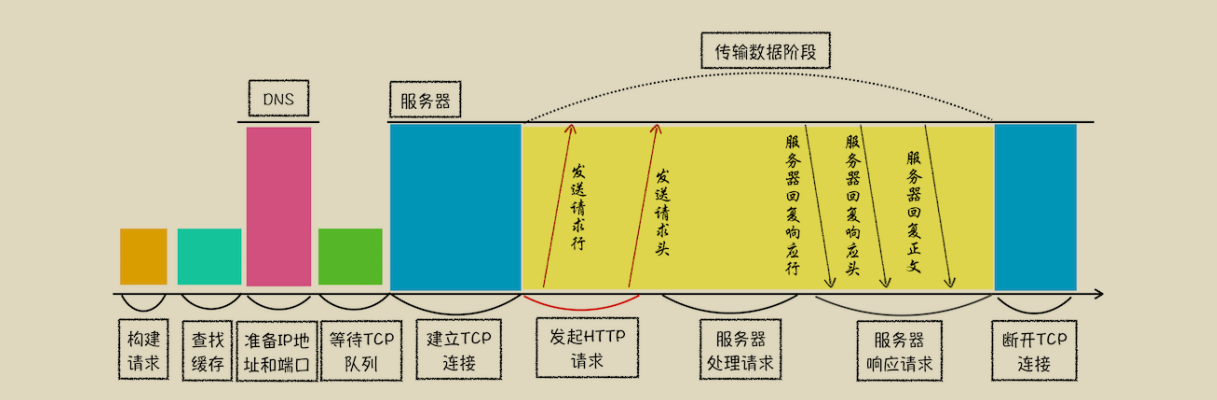 传输数据阶段
DNS
服务器
发送请求行
发送请求头
服务器回复响应行
服务器回复响应头
服务器回复正文
构建
请求
查找
缓存
准备IP地
址和端口
等待TCP
队列
建立TCP
连接
发起HTTP
请求
服务器
处理请求
服务器
响应请求
断开TCP
连接